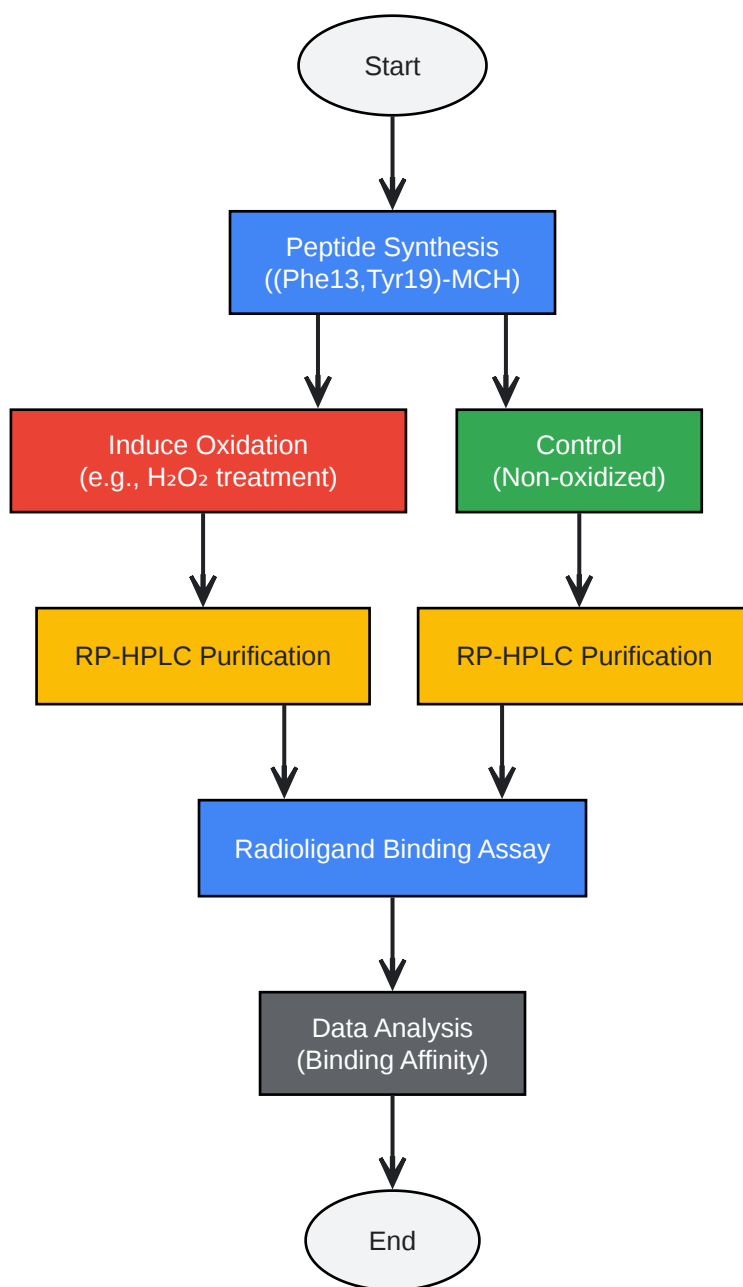 Start
Peptide Synthesis
((Phe13,Tyr19)-MCH)
Induce Oxidation
(e.g., H₂O₂ treatment)
Control
(Non-oxidized)
RP-HPLC Purification
RP-HPLC Purification
Radioligand Binding Assay
Data Analysis
(Binding Affinity)
End